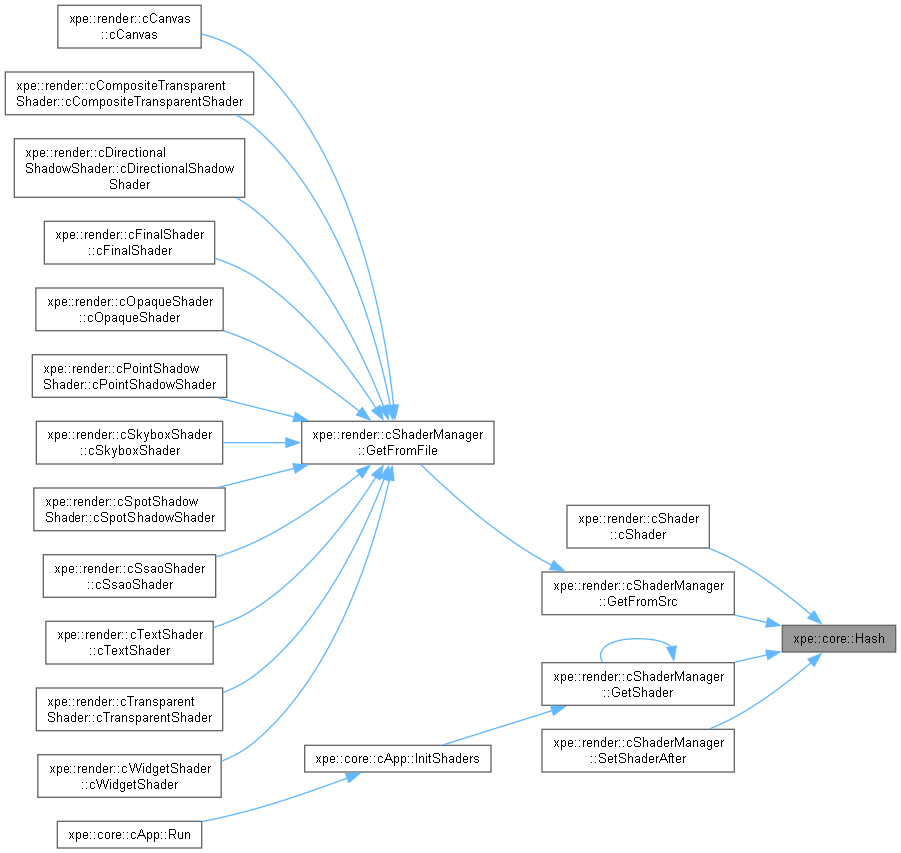 xpe::render::cCanvas
::cCanvas
xpe::render::cCompositeTransparent
Shader::cCompositeTransparentShader
xpe::render::cDirectional
ShadowShader::cDirectionalShadow
Shader
xpe::render::cFinalShader
::cFinalShader
xpe::render::cOpaqueShader
::cOpaqueShader
xpe::render::cPointShadow
Shader::cPointShadowShader
xpe::render::cSkyboxShader
::cSkyboxShader
xpe::render::cSpotShadow
Shader::cSpotShadowShader
xpe::render::cSsaoShader
::cSsaoShader
xpe::render::cTextShader
::cTextShader
xpe::render::cTransparent
Shader::cTransparentShader
xpe::render::cWidgetShader
::cWidgetShader
xpe::core::cApp::Run
xpe::render::cShaderManager
::GetFromFile
xpe::core::cApp::InitShaders
xpe::render::cShader
::cShader
xpe::render::cShaderManager
::GetFromSrc
xpe::render::cShaderManager
::GetShader
xpe::render::cShaderManager
::SetShaderAfter
xpe::core::Hash